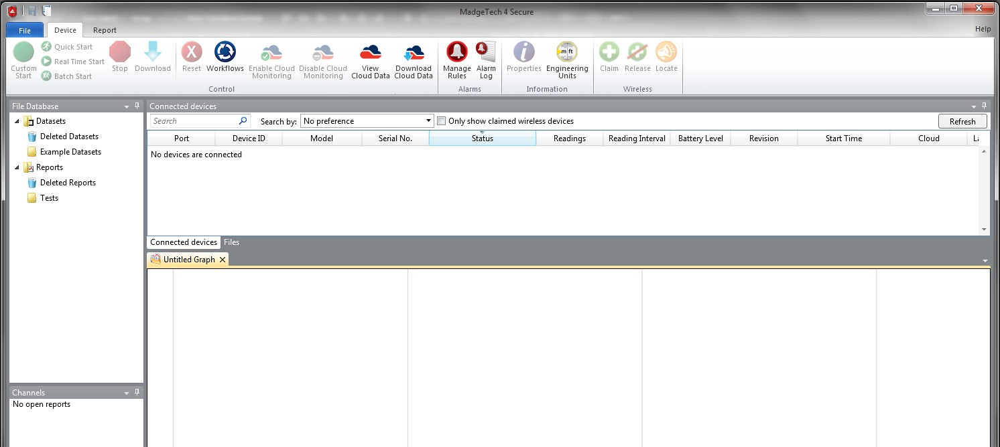 MadgeTech 4 Secure
File Device Report Help
Custom Start
Quick Start
Real Time Start
Batch Start
Stop
Download
Reset
Workflows
Enable Cloud Monitoring
Disable Cloud Monitoring
View Cloud Data
Download Cloud Data
Control
Manage Rules
Alarm Log
Alarms
Properties
mft
Engineering Units
Information
Claim
Release
Locate
Wireless
File Database
Datasets
Deleted Datasets
Example Datasets
Reports
Deleted Reports
Tests
Channels
No open reports
Connected devices
Search Search by: No preference Only show claimed wireless devices Refresh
Port Device ID Model Serial No. Status Readings Reading Interval Battery Level Revision Start Time Cloud
No devices are connected
Connected devices Files
Untitled Graph